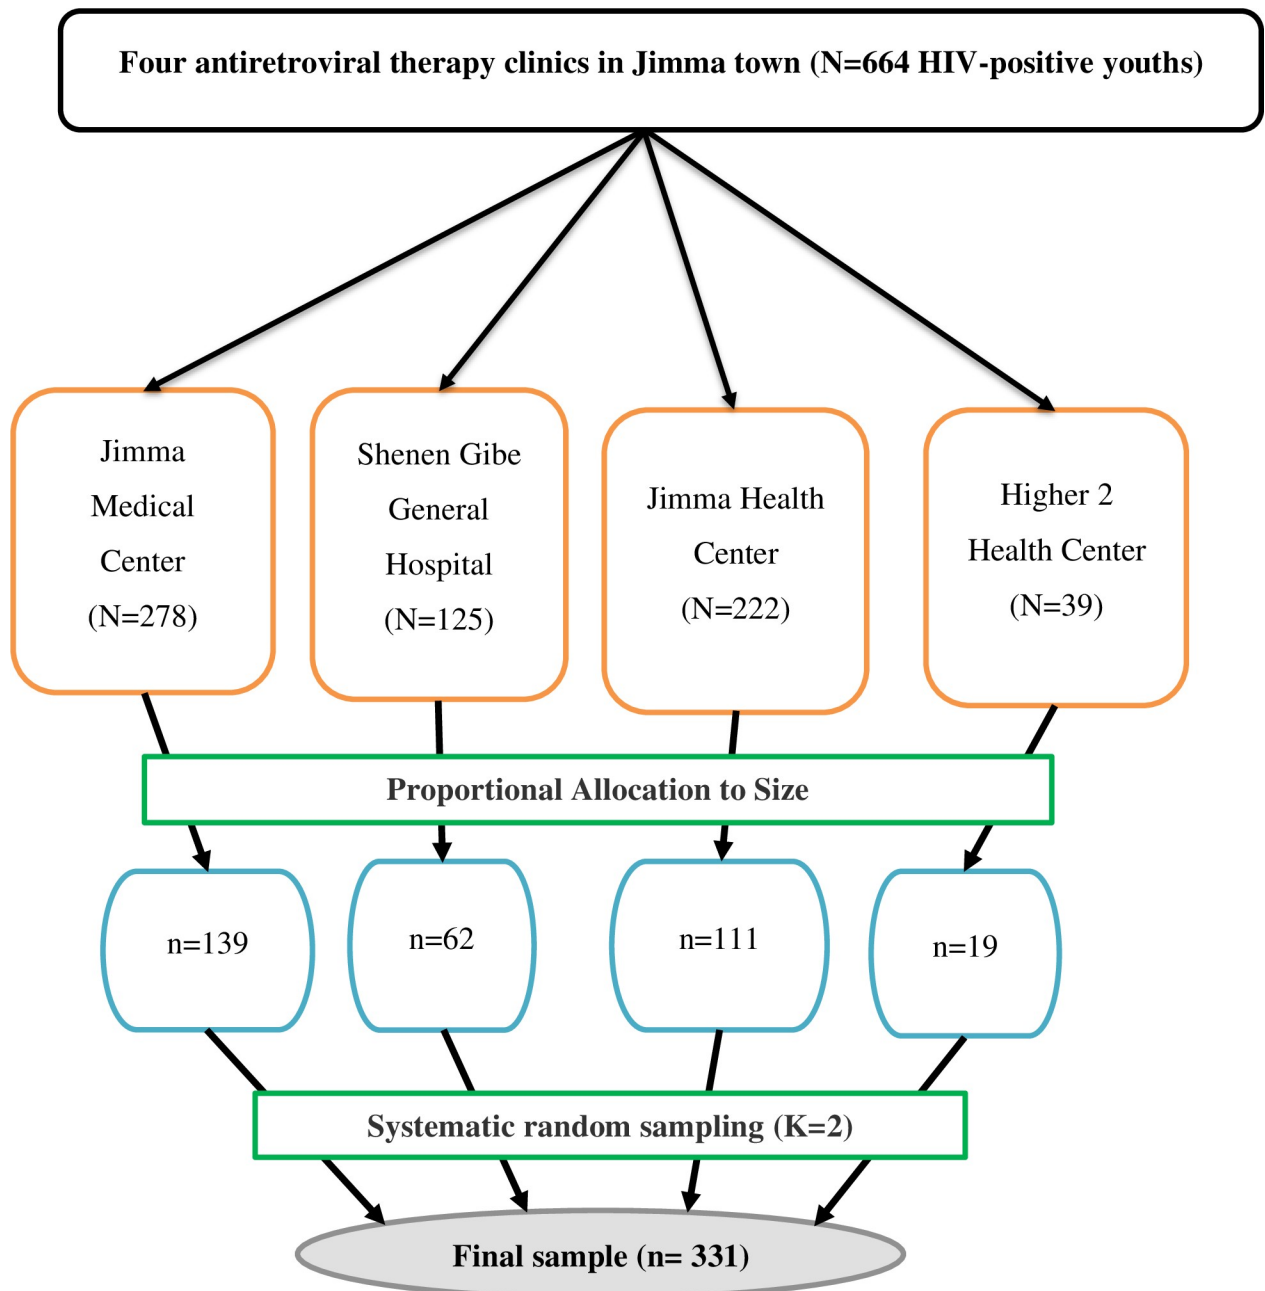 Four antiretroviral therapy clinics in Jimma town (N=664 HIV-positive youths)
Jimma
Medical
Center
(N=278)
Shenen Gibe
General
Hospital
(N=125)
Jimma Health
Center
(N=222)
Higher 2
Health Center
(N=39)
Proportional Allocation to Size
n=139
n=62
n=111
n=19
Systematic random sampling (K=2)
Final sample (n= 331)